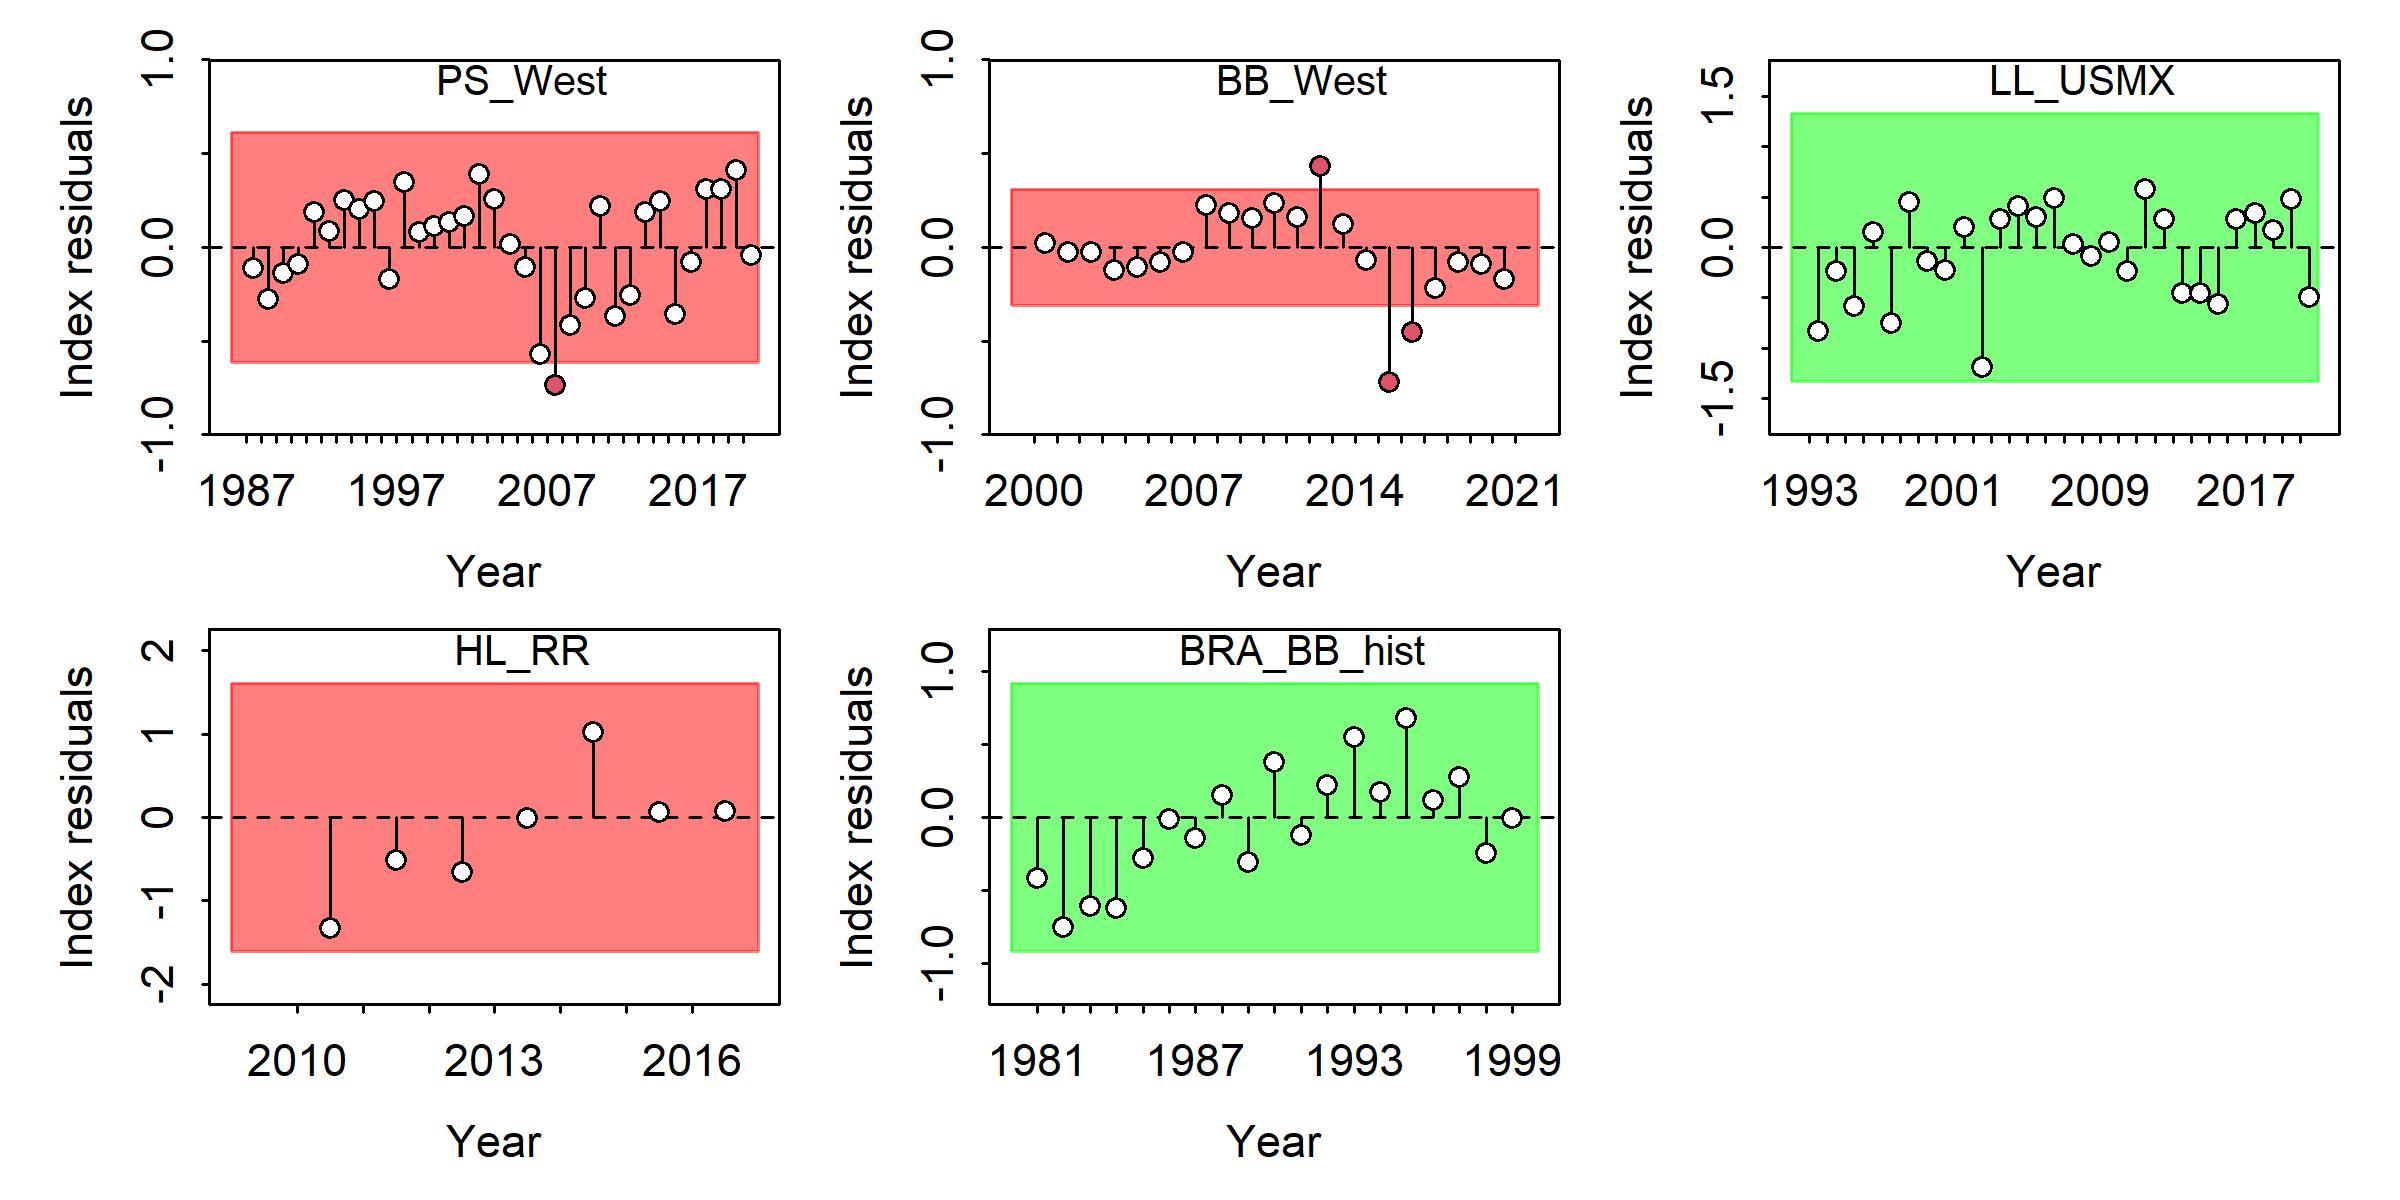 PS_West
1.0
0.0
-1.0
Index residuals
1987 1997 2007 2017
Year
BB_West
1.0
0.0
-1.0
Index residuals
2000 2007 2014 2021
Year
LL_USMX
1.5
0.0
-1.5
Index residuals
1993 2001 2009 2017
Year
HL_RR
2
1
0
-1
-2
Index residuals
2010 2013 2016
Year
BRA_BB_hist
1.0
0.0
-1.0
Index residuals
1981 1987 1993 1999
Year